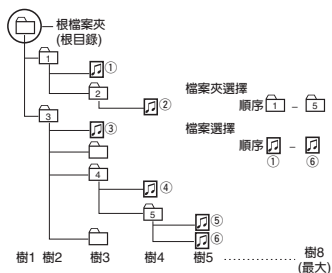 根檔案夾
(根目錄)
1
①
2
②
3
③
4
④
5
⑤
⑥
檔案夾選擇
順序 1 – 5
檔案選擇
順序 –
① ⑥
樹1 樹2 樹3 樹4 樹5 ................ 樹8
(最大)